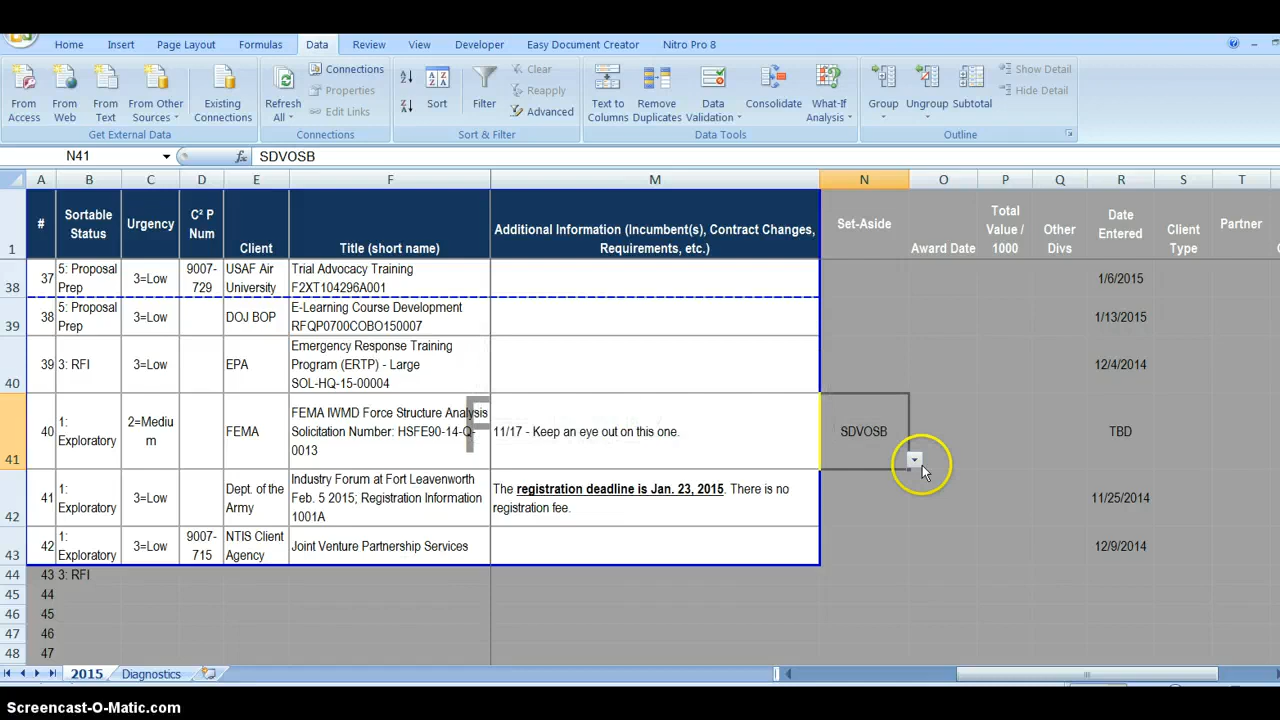 Home Insert Page Layout Formulas Data Review View Developer Easy Document Creator Nitro Pro 8
From Access
From Web
From Text
From Other Sources
Existing Connections
Get External Data
Refresh All
Connections
Properties
Edit Links
Connections
Sort
Filter
Clear
Reapply
Advanced
Sort & Filter
Text to Columns
Remove Duplicates
Data Validation
Consolidate
What-If Analysis
Data Tools
Group
Ungroup
Subtotal
Show Detail
Hide Detail
Outline
N41 fx SDVOSB
A B C D E F M N O P Q R S T
1 # Sortable Status Urgency C² P Num Client Title (short name) Additional Information (Incumbent(s), Contract Changes, Requirements, etc.) Set-Aside Award Date Total Value / 1000 Other Divs Date Entered Client Type Partner
38 37 5: Proposal Prep 3=Low 9007-729 USAF Air University Trial Advocacy Training F2XT104296A001 1/6/2015
39 38 5: Proposal Prep 3=Low DOJ BOP E-Learning Course Development RFQP0700COBO150007 1/13/2015
40 39 3: RFI 3=Low EPA Emergency Response Training Program (ERTP) - Large SOL-HQ-15-00004 12/4/2014
41 40 1: Exploratory 2=Medium FEMA FEMA IWMD Force Structure Analysis Solicitation Number: HSFE90-14-Q-0013 11/17 - Keep an eye out on this one. SDVOSB TBD
42 41 1: Exploratory 3=Low Dept. of the Army Industry Forum at Fort Leavenworth Feb. 5 2015; Registration Information 1001A The registration deadline is Jan. 23, 2015. There is no registration fee. 11/25/2014
43 42 1: Exploratory 3=Low 9007-715 NTIS Client Agency Joint Venture Partnership Services 12/9/2014
44 43 3: RFI
45 44
46 45
47 46
48 47
2015 Diagnostics
Screencast-O-Matic.com